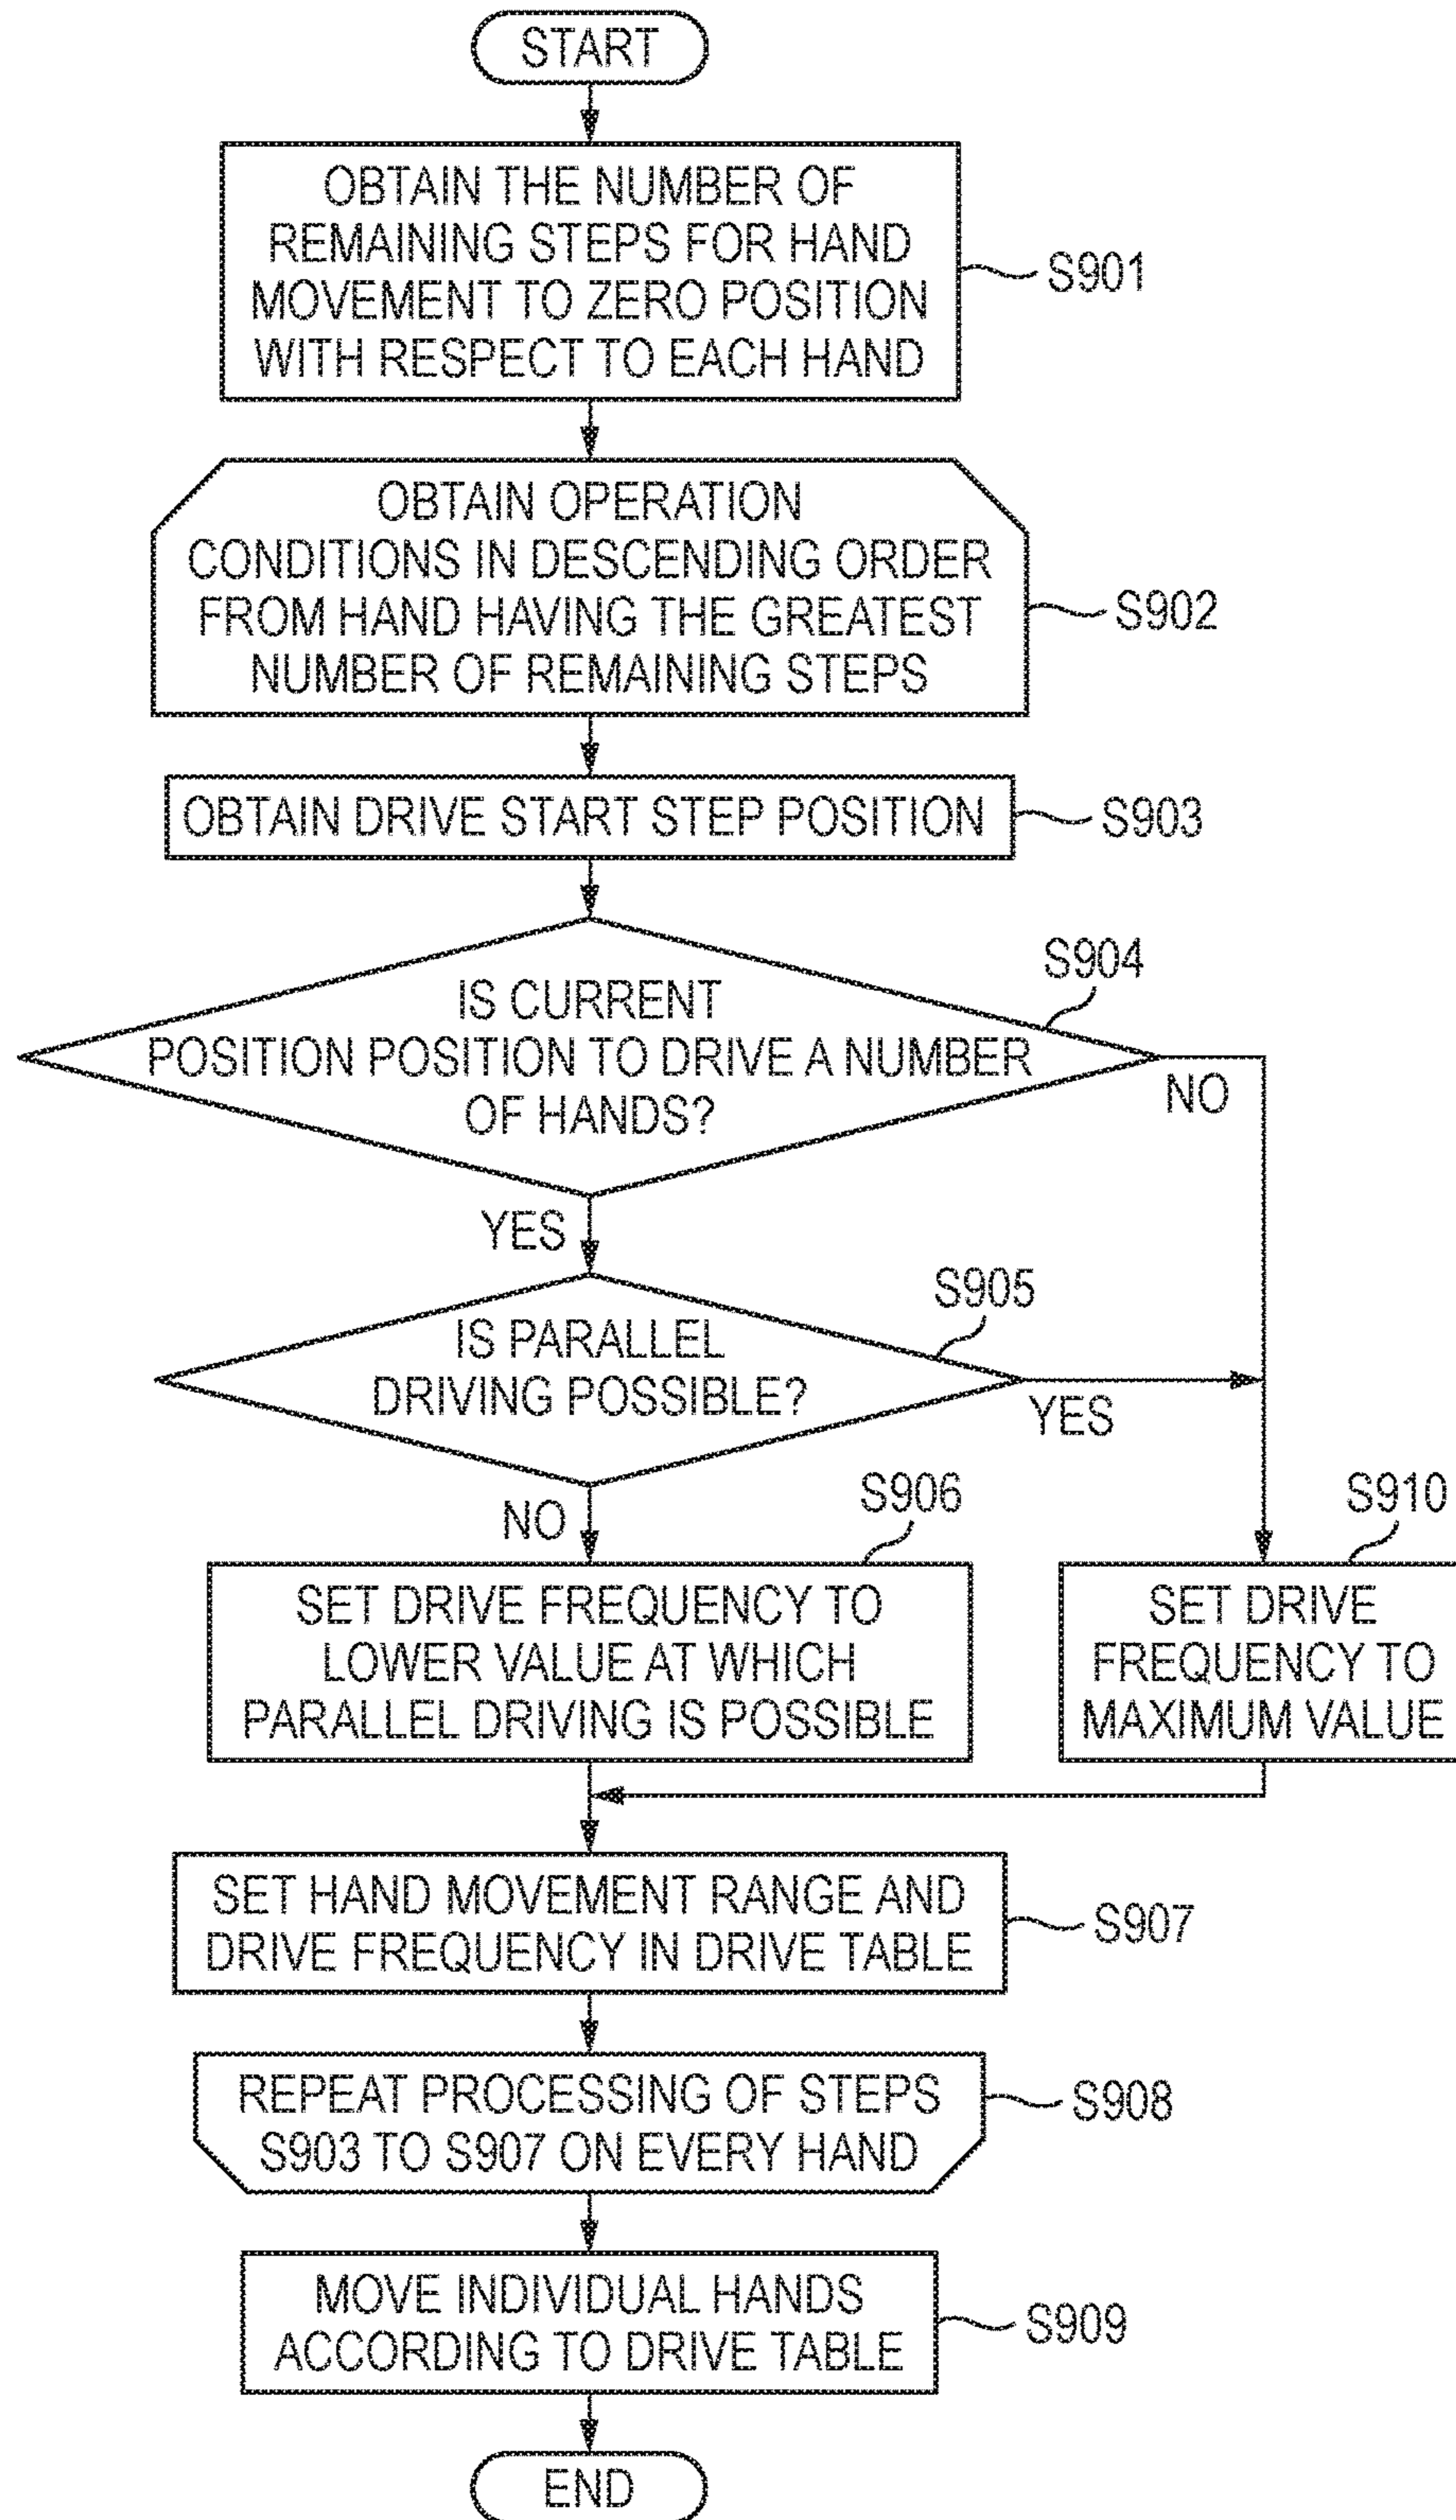 START
OBTAIN THE NUMBER OF
REMAINING STEPS FOR HAND
MOVEMENT TO ZERO POSITION
WITH RESPECT TO EACH HAND
S901
OBTAIN OPERATION
CONDITIONS IN DESCENDING ORDER
FROM HAND HAVING THE GREATEST
NUMBER OF REMAINING STEPS
S902
OBTAIN DRIVE START STEP POSITION
S903
S904
IS CURRENT
POSITION POSITION TO DRIVE A NUMBER
OF HANDS?
NO
YES
S905
IS PARALLEL
DRIVING POSSIBLE?
YES
NO
S906
SET DRIVE FREQUENCY TO
LOWER VALUE AT WHICH
PARALLEL DRIVING IS POSSIBLE
S910
SET DRIVE
FREQUENCY TO
MAXIMUM VALUE
SET HAND MOVEMENT RANGE AND
DRIVE FREQUENCY IN DRIVE TABLE
S907
REPEAT PROCESSING OF STEPS
S903 TO S907 ON EVERY HAND
S908
MOVE INDIVIDUAL HANDS
ACCORDING TO DRIVE TABLE
S909
END